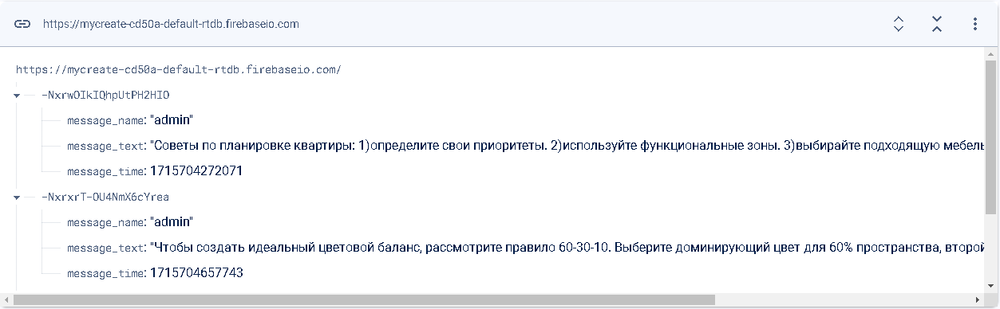 https://mycreate-cd50a-default-rtdb.firebaseio.com
https://mycreate-cd50a-default-rtdb.firebaseio.com/
-NxrwOIkIQhpUtPH2HIO
message_name: "admin"
message_text: "Советы по планировке квартиры: 1)определите свои приоритеты. 2)используйте функциональные зоны. 3)выбирайте подходящую мебель
message_time: 1715704272071
-NxrxrT-OU4NmX6cYrea
message_name: "admin"
message_text: "Чтобы создать идеальный цветовой баланс, рассмотрите правило 60-30-10. Выберите доминирующий цвет для 60% пространства, второй
message_time: 1715704657743